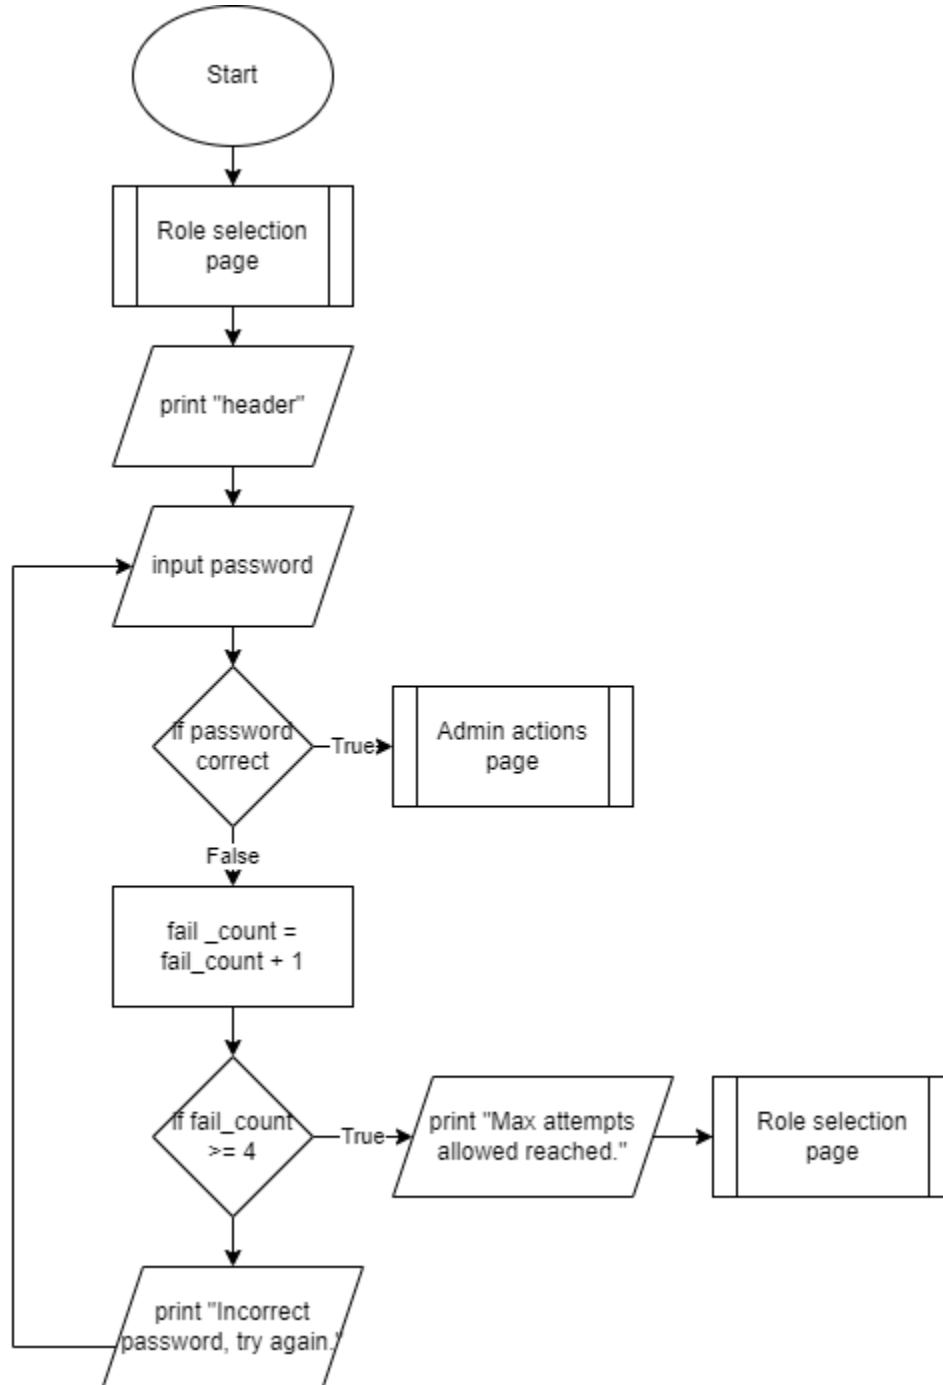 Start
Role selection
page
print "header"
input password
if password
correct
True
Admin actions
page
False
fail _count =
fail_count + 1
if fail_count
>= 4
True
print "Max attempts
allowed reached."
Role selection
page
print "Incorrect
password, try again."